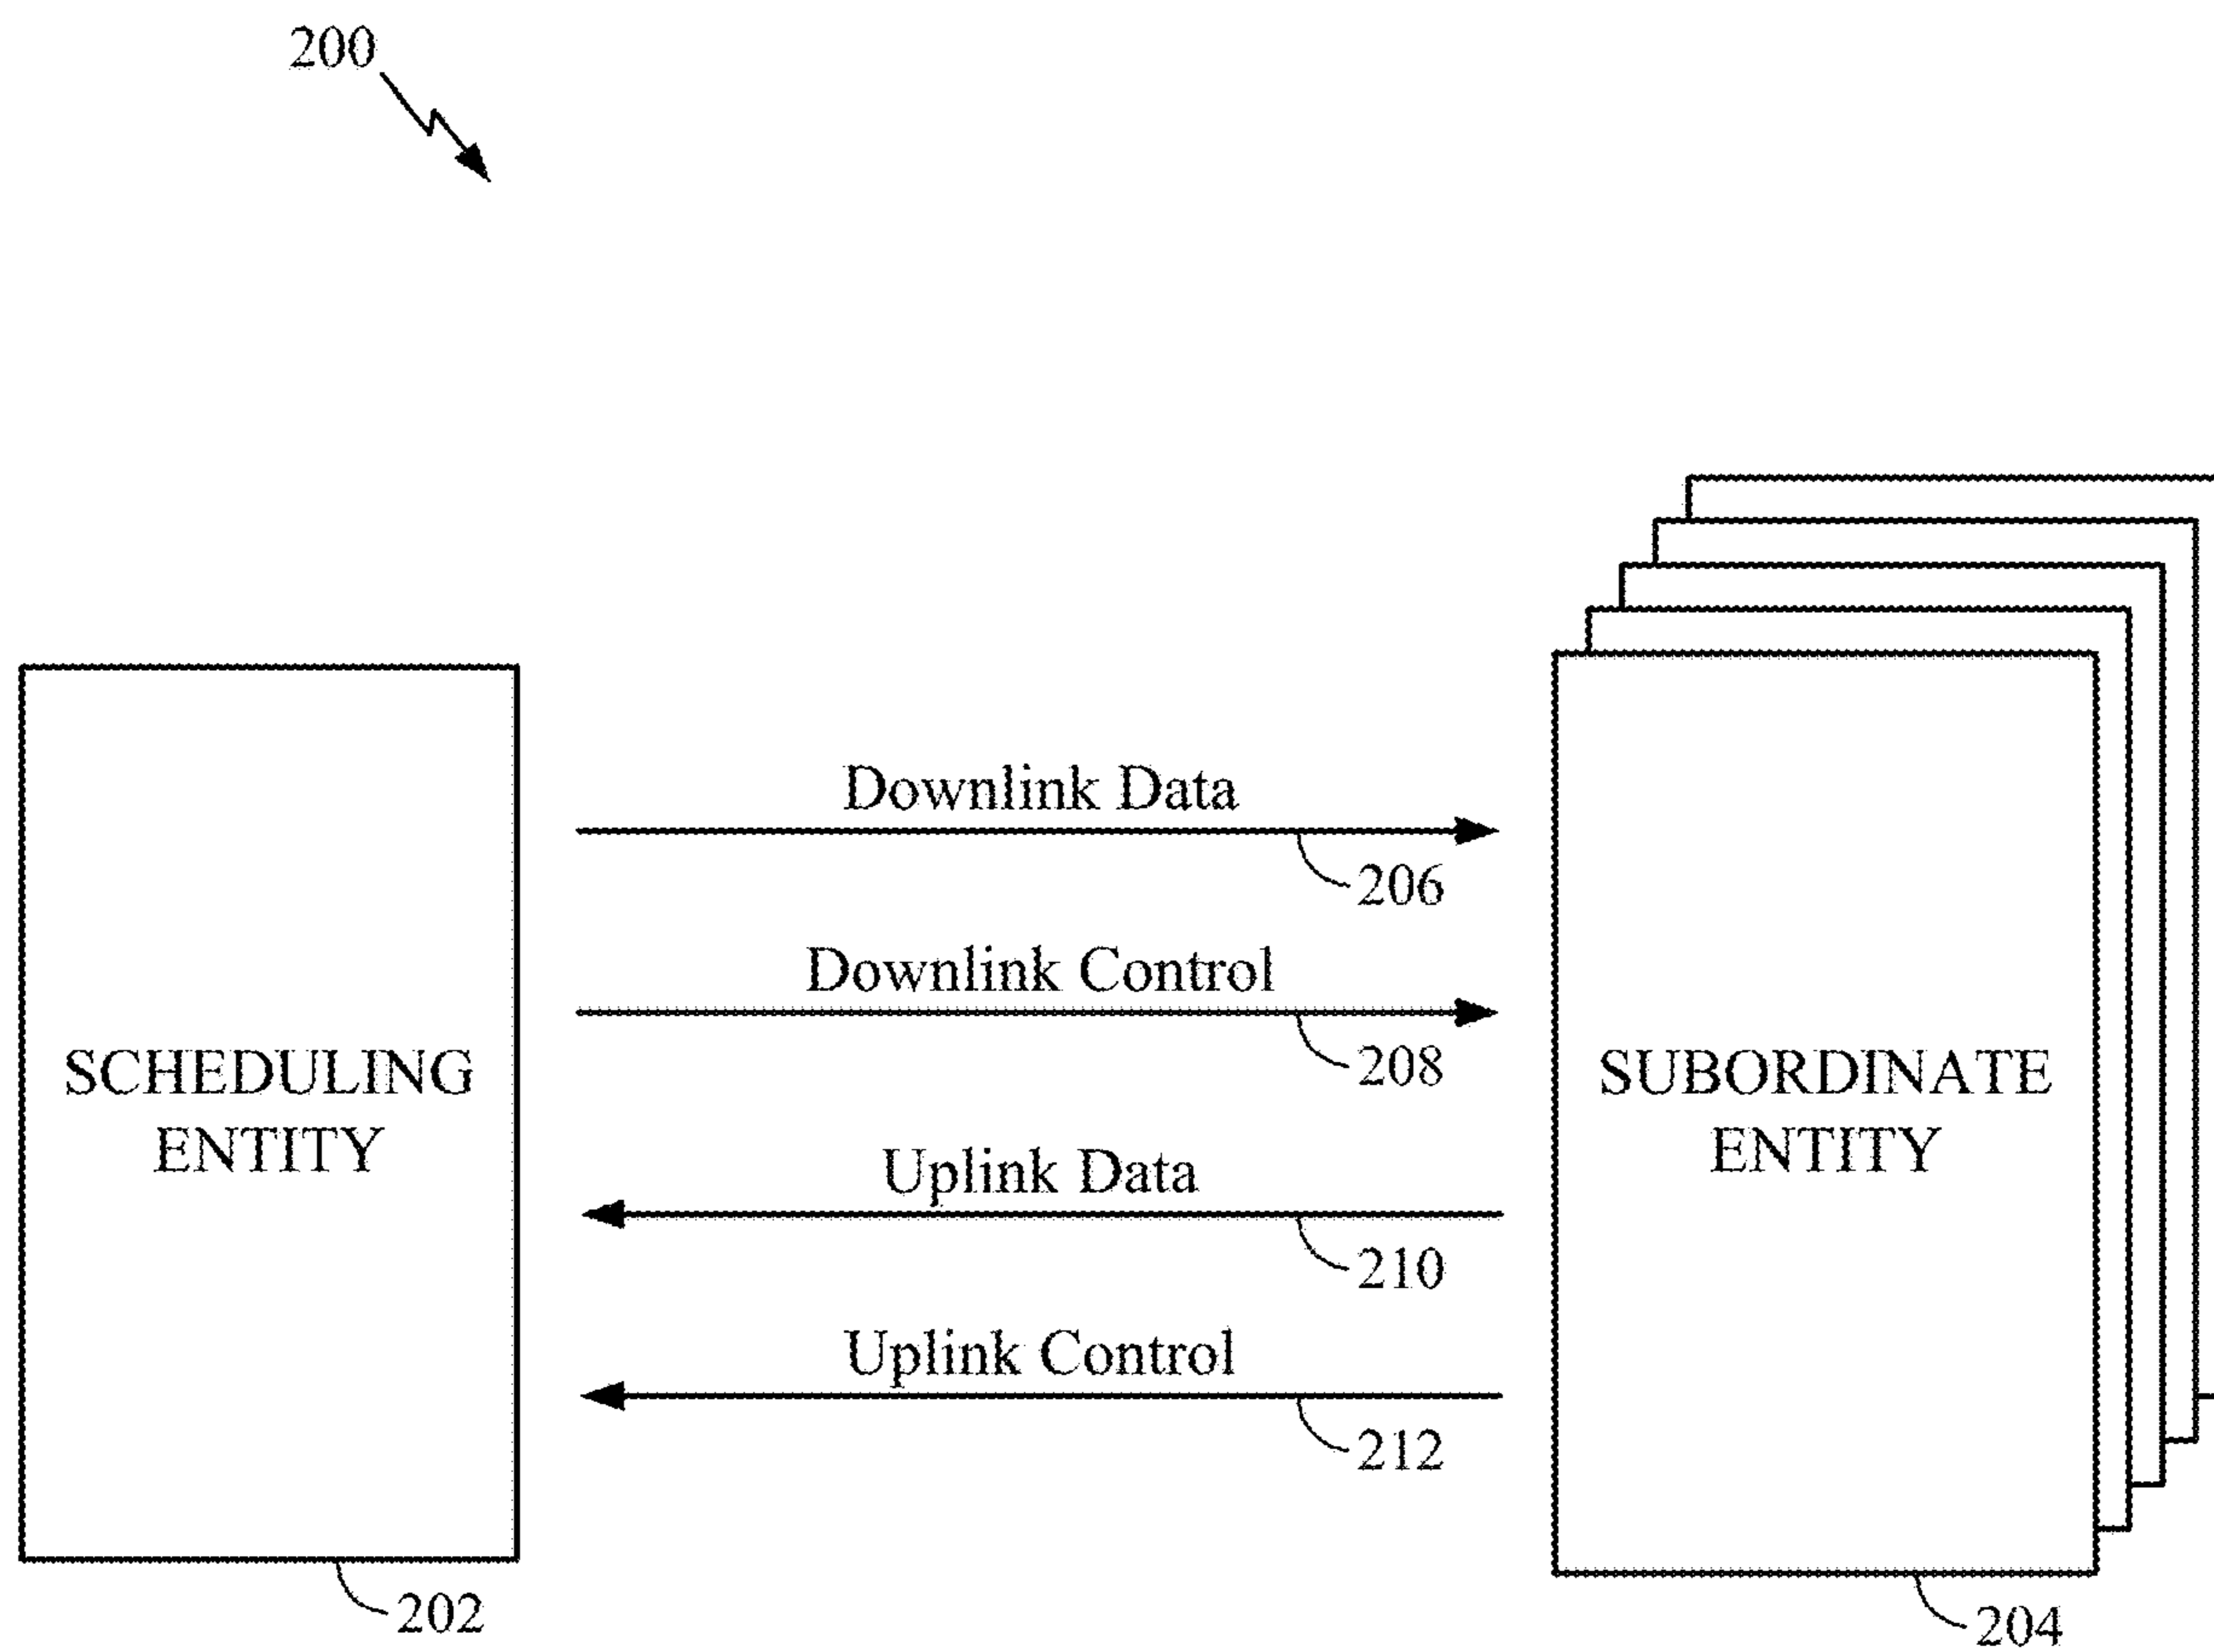 200
Downlink Data
206
Downlink Control
208
SCHEDULING
ENTITY
SUBORDINATE
ENTITY
Uplink Data
210
Uplink Control
212
202
204